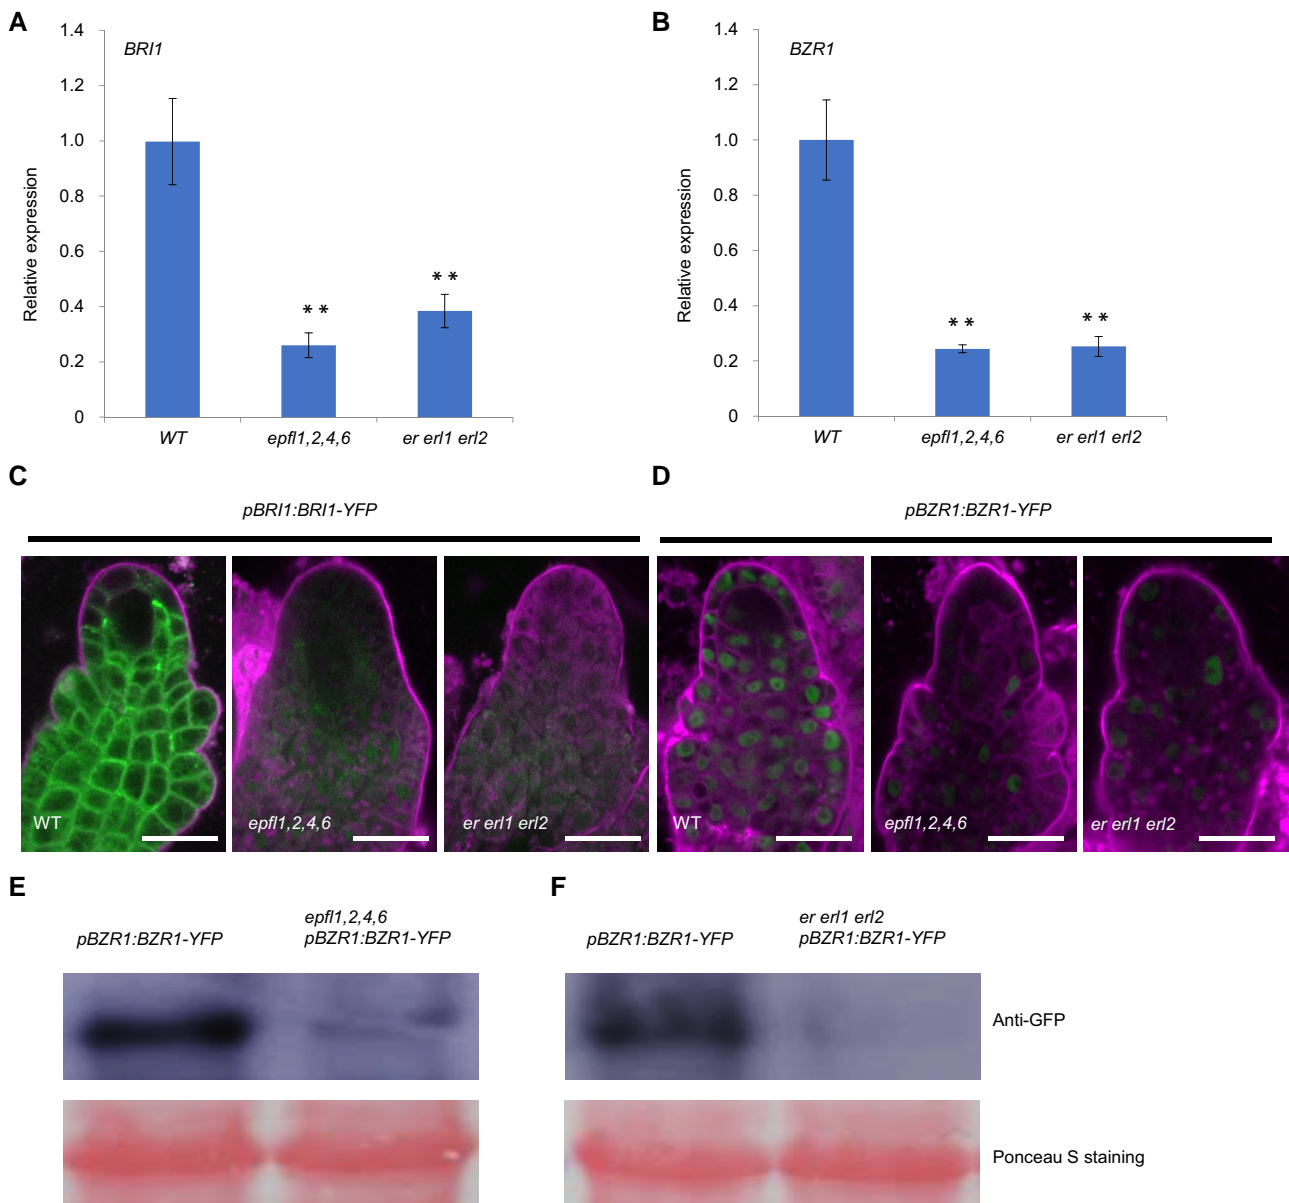 A
BRI1
1.4
1.2
1.0
0.8
0.6
0.4
0.2
0
Relative expression
** 
**
WT
epfl1,2,4,6
er erl1 erl2
B
BZR1
1.4
1.2
1.0
0.8
0.6
0.4
0.2
0
Relative expression
**
**
WT
epfl1,2,4,6
er erl1 erl2
C
pBRI1:BRI1-YFP
WT
epfl1,2,4,6
er erl1 erl2
D
pBZR1:BZR1-YFP
WT
epfl1,2,4,6
er erl1 erl2
E
pBZR1:BZR1-YFP
epfl1,2,4,6
pBZR1:BZR1-YFP
F
pBZR1:BZR1-YFP
er erl1 erl2
pBZR1:BZR1-YFP
Anti-GFP
Ponceau S staining